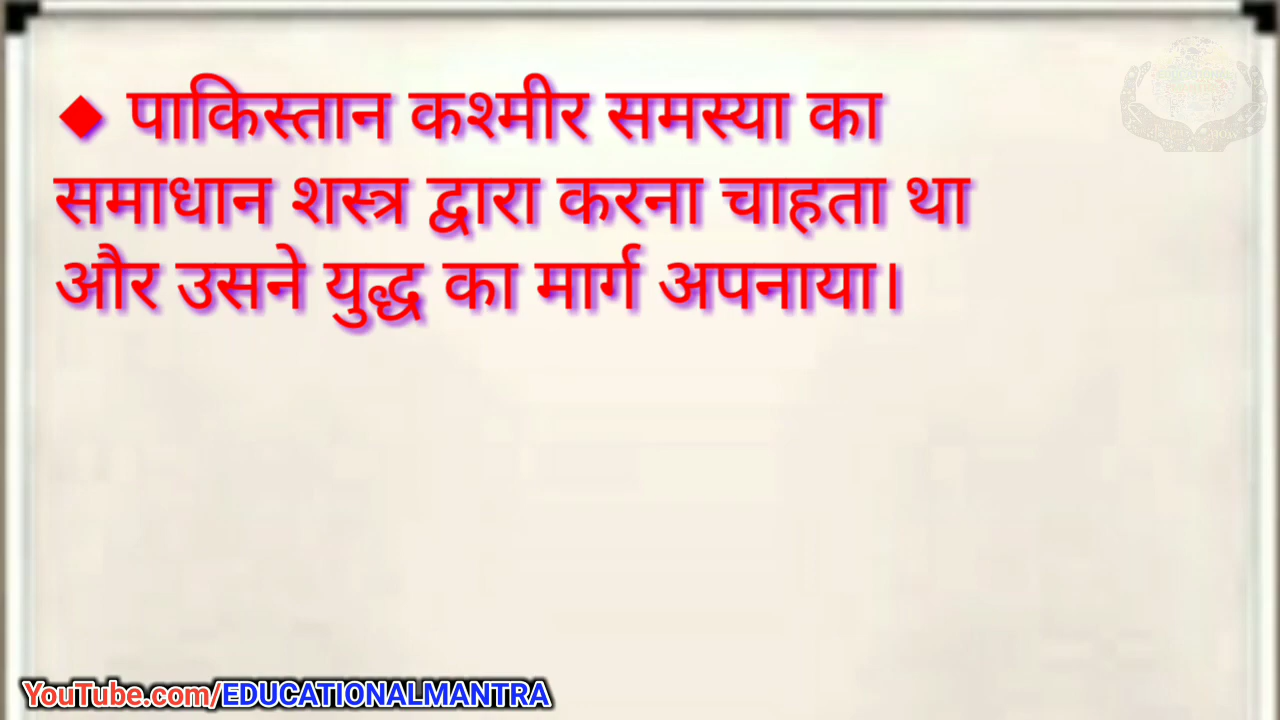 ◆ पाकिस्तान कश्मीर समस्या का
समाधान शस्त्र द्वारा करना चाहता था
और उसने युद्ध का मार्ग अपनाया।
YouTube.com/EDUCATIONALMANTRA